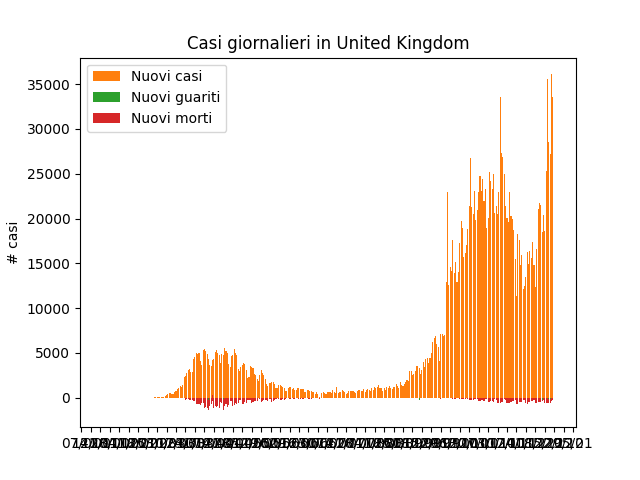 Casi giornalieri in United Kingdom
Nuovi casi
Nuovi guariti
Nuovi morti
# casi
35000
30000
25000
20000
15000
10000
5000
0